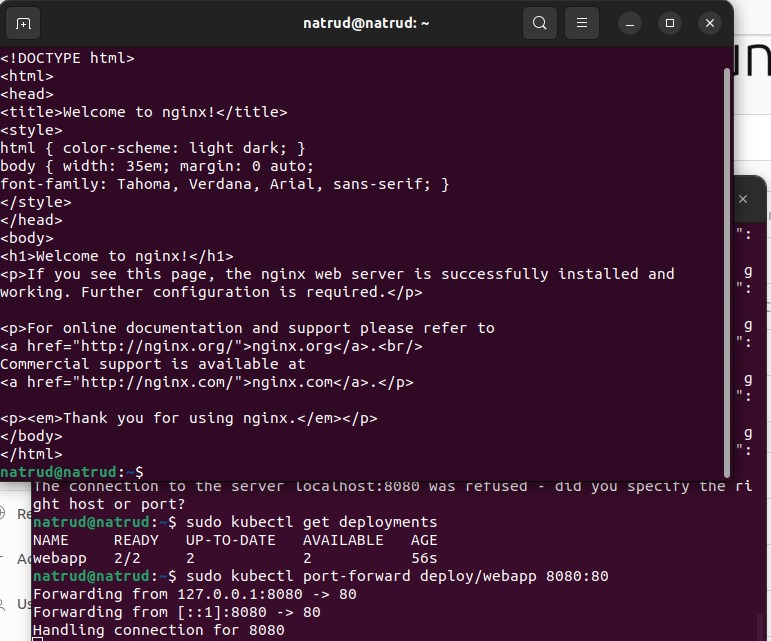 natrud@natrud: ~
<!DOCTYPE html>
<html>
<head>
<title>Welcome to nginx!</title>
<style>
html { color-scheme: light dark; }
body { width: 35em; margin: 0 auto;
font-family: Tahoma, Verdana, Arial, sans-serif; }
</style>
</head>
<body>
<h1>Welcome to nginx!</h1>
<p>If you see this page, the nginx web server is successfully installed and
working. Further configuration is required.</p>
<p>For online documentation and support please refer to
<a href="http://nginx.org/">nginx.org</a>.<br/>
Commercial support is available at
<a href="http://nginx.com/">nginx.com</a>.</p>
<p><em>Thank you for using nginx.</em></p>
</body>
</html>
natrud@natrud:~$
":
g
":
g
":
g
":
g
":
The connection to the server localhost:8080 was refused - did you specify the ri
ght host or port?
natrud@natrud:~$ sudo kubectl get deployments
NAME     READY   UP-TO-DATE   AVAILABLE   AGE
webapp   2/2     2            2           56s
natrud@natrud:~$ sudo kubectl port-forward deploy/webapp 8080:80
Forwarding from 127.0.0.1:8080 -> 80
Forwarding from [::1]:8080 -> 80
Handling connection for 8080